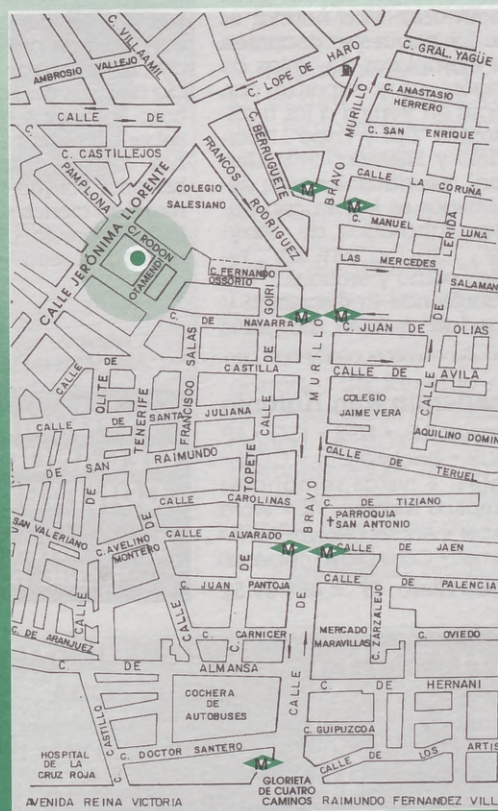 C. VILLAAMIL
AMBROSIO VALLEJO
C. LOPE DE HARO
C. GRAL. YAGÜE
C. ANASTASIO
HERRERO
CALLE DE
C. CASTILLEJOS
PAMPLONA
C. BERRUGUETE
FRANCOS RODRIGUEZ
BRAVO MURILLO
C. SAN ENRIQUE
CALLE LA CORUÑA
COLEGIO
SALESIANO
CALLE JERÓNIMA LLORENTE
M
M
C. MANUEL LUNA
LERIDA
C/ RODON
OTAMENDI
C. FERNANDO
OSSORIO
LAS MERCEDES
SALAMAN
GOIRI
C. DE NAVARRA
M
M
C. JUAN DE OLIAS
CALLE DE OLITE
SALAS
CASTILLA
MURILLO
CALLE DE AVILA
DE
CALLE
TENERIFE
FRANCISCO
SANTA JULIANA
CALLE DE
COLEGIO
JAIME VERA
AQUILINO DOMIN
CALLE DE SAN RAIMUNDO
TOPETE
CALLE DE TERUEL
CALLE CAROLINAS
C. DE TIZIANO
SAN VALERIANO
DE
BRAVO
PARROQUIA
SAN ANTONIO
CALLE ALVARADO
M
M
CALLE DE JAEN
C. AVELINO
MONTERO
C. JUAN PANTOJA
DE
CALLE DE PALENCIA
CALLE
CALLE
C. CARNICER
DE
MERCADO
MARAVILLAS
C. ZARZALEJO
C. OVIEDO
C. DE ARANJUEZ
C. DE ALMANSA
C. DE HERNANI
COCHERA
DE
AUTOBUSES
CALLE
C. GUIPUZCOA
C. CASTILLO
HOSPITAL
DE LA
CRUZ ROJA
C. DOCTOR SANTERO
M
CALLE DE LOS ARTIS
GLORIETA
DE CUATRO
CAMINOS
AVENIDA REINA VICTORIA
RAIMUNDO FERNANDEZ VILL